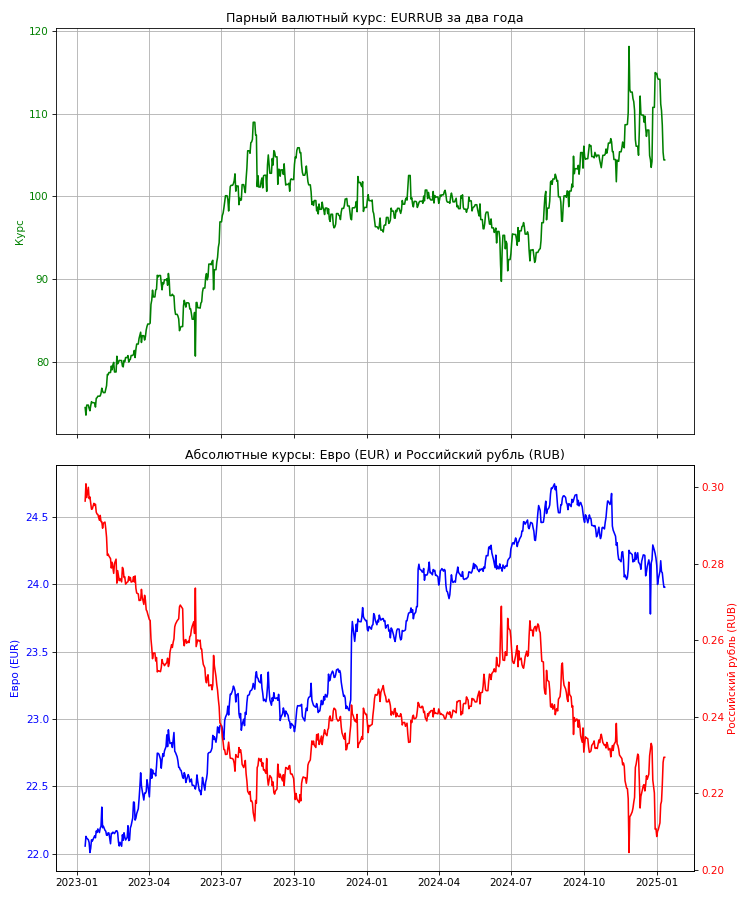 Парный валютный курс: EURRUB за два года
120
110
100
90
80
Курс
Абсолютные курсы: Евро (EUR) и Российский рубль (RUB)
24.5
24.0
23.5
23.0
22.5
22.0
Евро (EUR)
0.30
0.28
0.26
0.24
0.22
0.20
Российский рубль (RUB)
2023-01 2023-04 2023-07 2023-10 2024-01 2024-04 2024-07 2024-10 2025-01